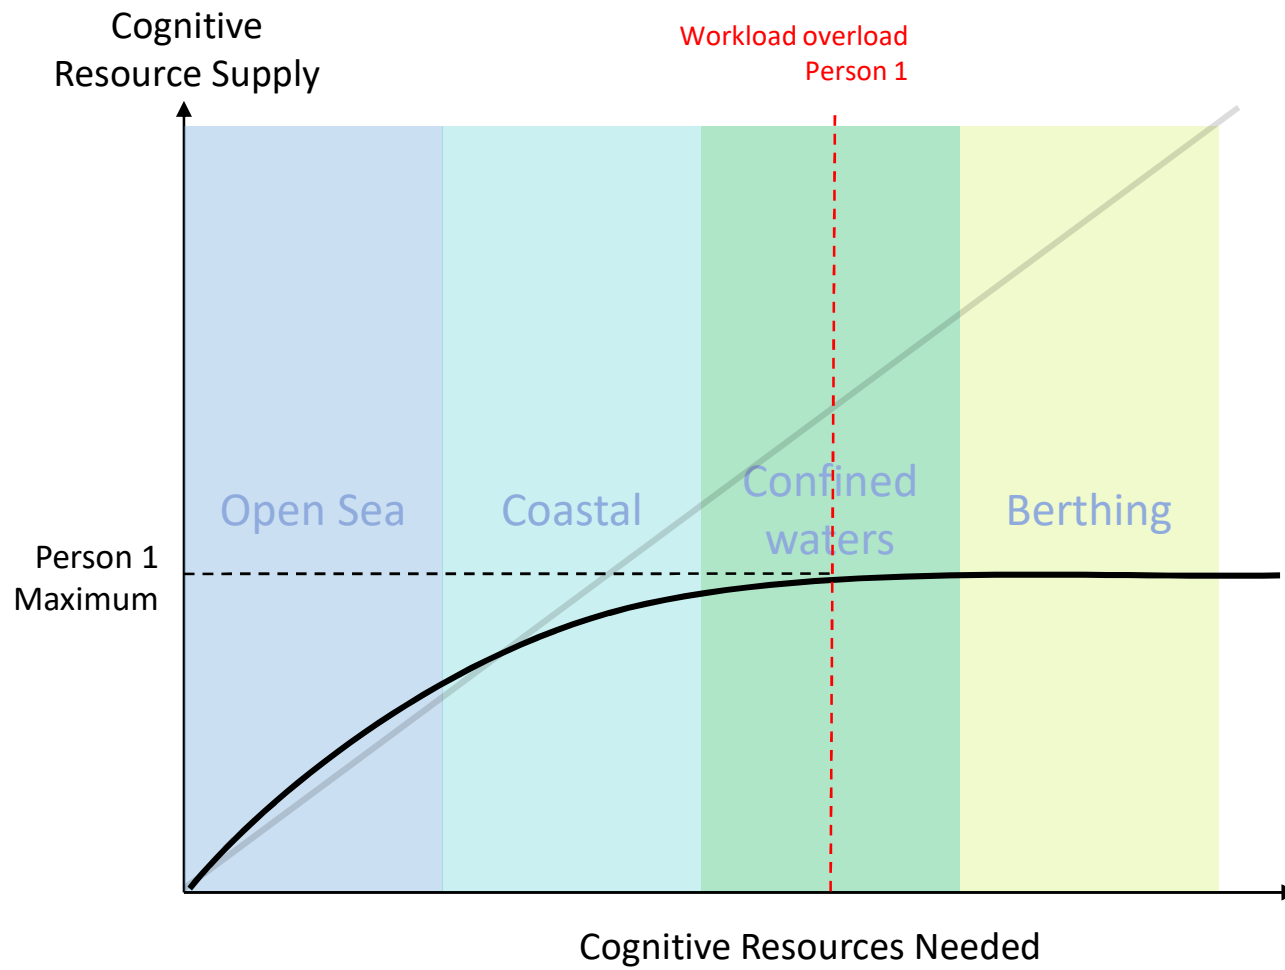 Cognitive
Resource Supply
Workload overload
Person 1
Open Sea
Coastal
Confined
waters
Berthing
Person 1
Maximum
Cognitive Resources Needed